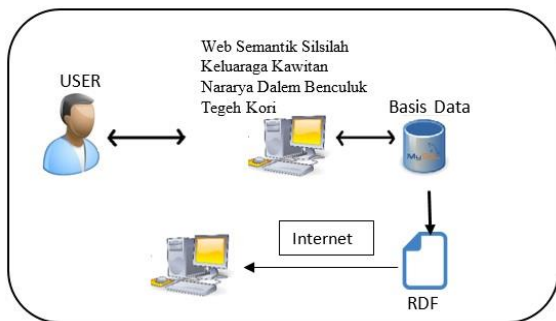 Web Semantik Silsilah
Keluaraga Kawitan
Nararya Dalem Benculuk
Tegeh Kori
USER
Basis Data
Internet
RDF